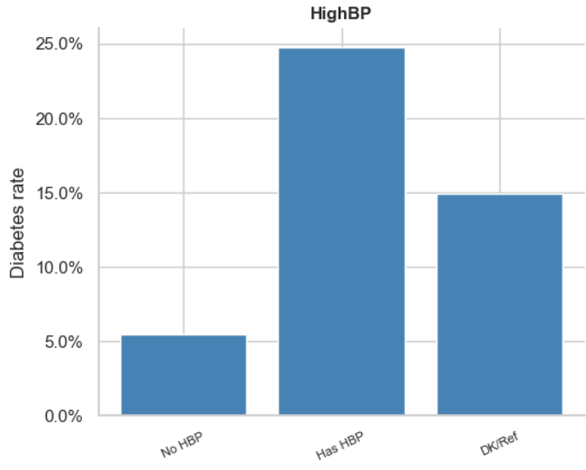 HighBP
Diabetes rate
25.0%
20.0%
15.0%
10.0%
5.0%
0.0%
No HBP
Has HBP
DK/Ref